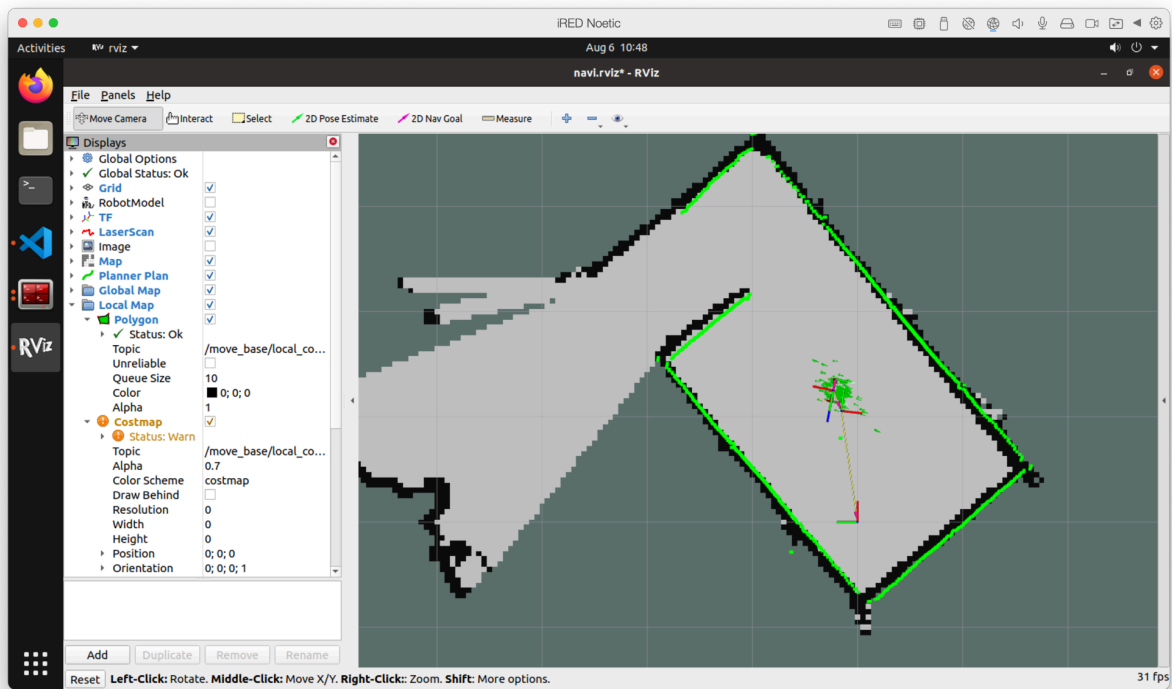 iRED Noetic
Activities
RViz rviz
Aug 6 10:48
navi.rviz* - RViz
File Panels Help
Move Camera Interact Select 2D Pose Estimate 2D Nav Goal Measure
Displays
Global Options
Global Status: Ok
Grid
RobotModel
TF
LaserScan
Image
Map
Planner Plan
Global Map
Local Map
Polygon
Status: Ok
Topic /move_base/local_co...
Unreliable
Queue Size 10
Color 0; 0; 0
Alpha 1
Costmap
Status: Warn
Topic /move_base/local_co...
Alpha 0.7
Color Scheme costmap
Draw Behind
Resolution 0
Width 0
Height 0
Position 0; 0; 0
Orientation 0; 0; 0; 1
RViz
Add Duplicate Remove Rename
Reset Left-Click: Rotate. Middle-Click: Move X/Y. Right-Click:: Zoom. Shift: More options.
31 fps